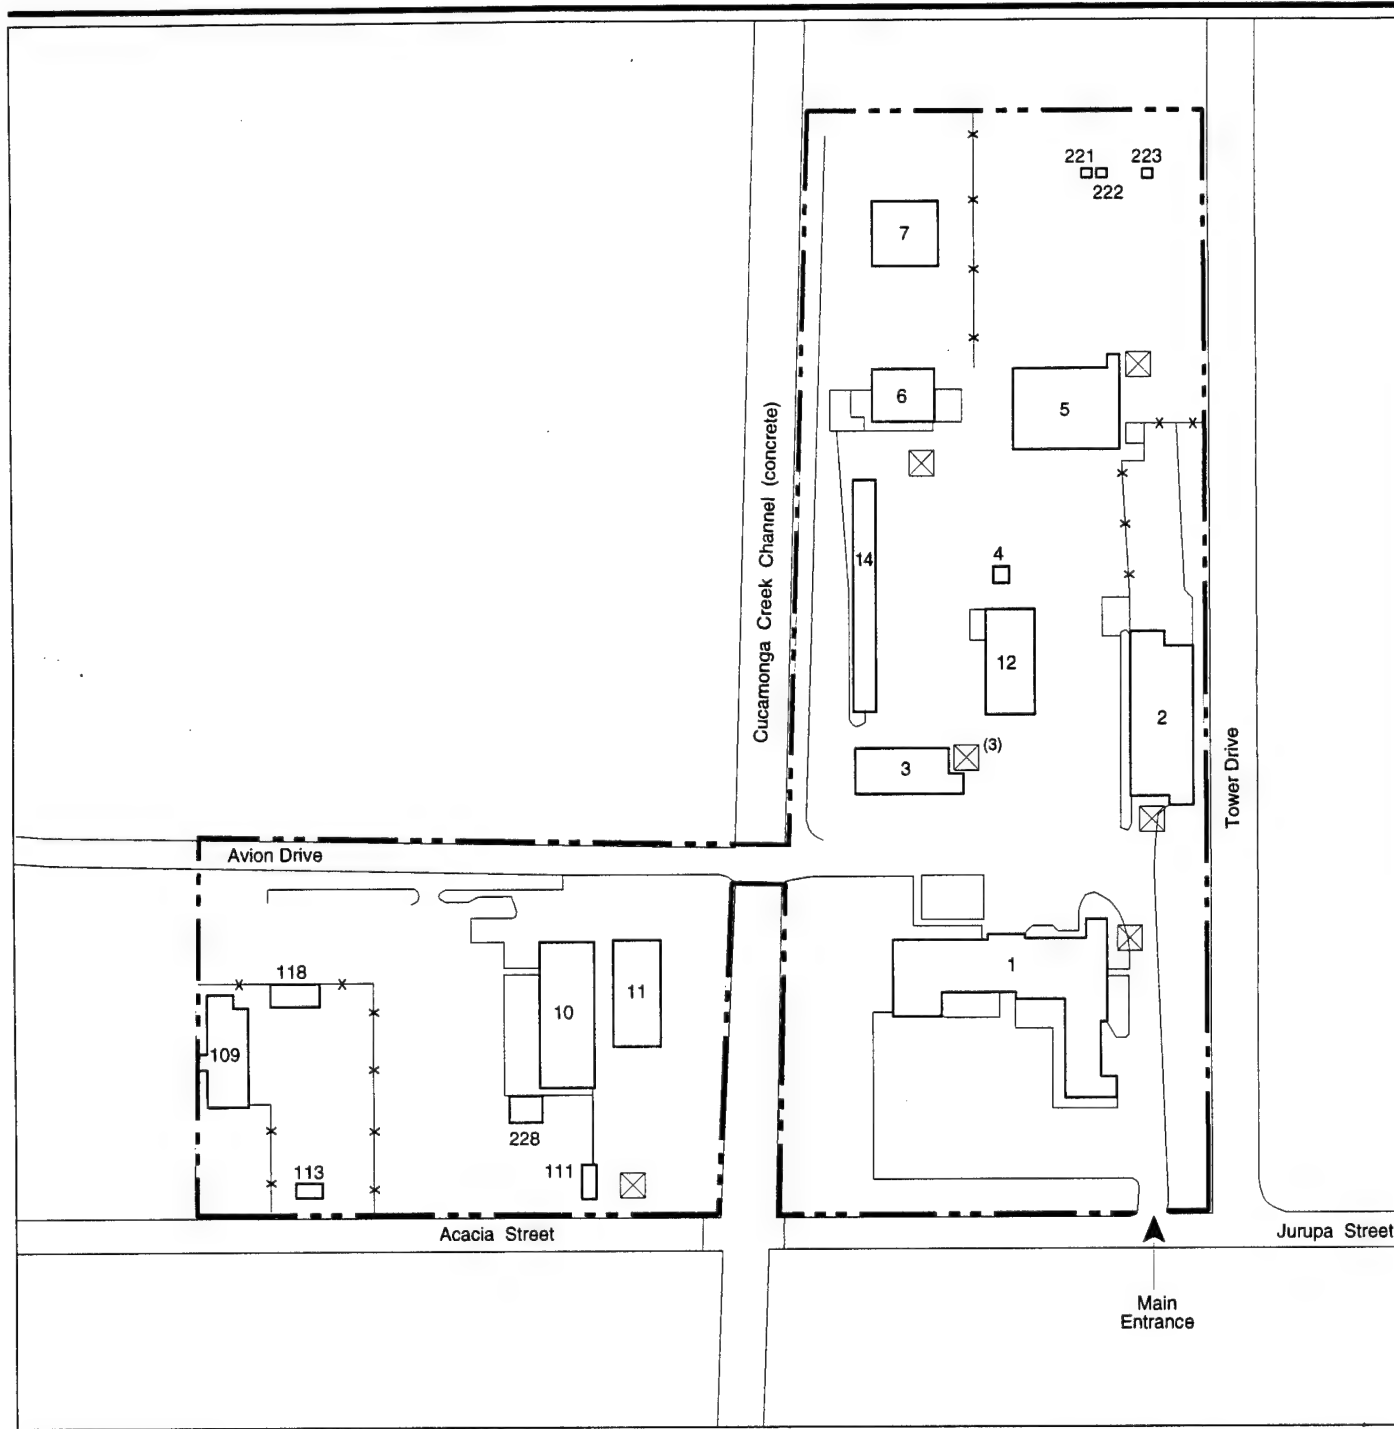 221
223
222
7
6
5
Cucamonga Creek Channel (concrete)
14
4
12
2
(3)
3
Tower Drive
Avion Drive
118
1
11
10
109
228
111
113
Acacia Street
Jurupa Street
Main
Entrance